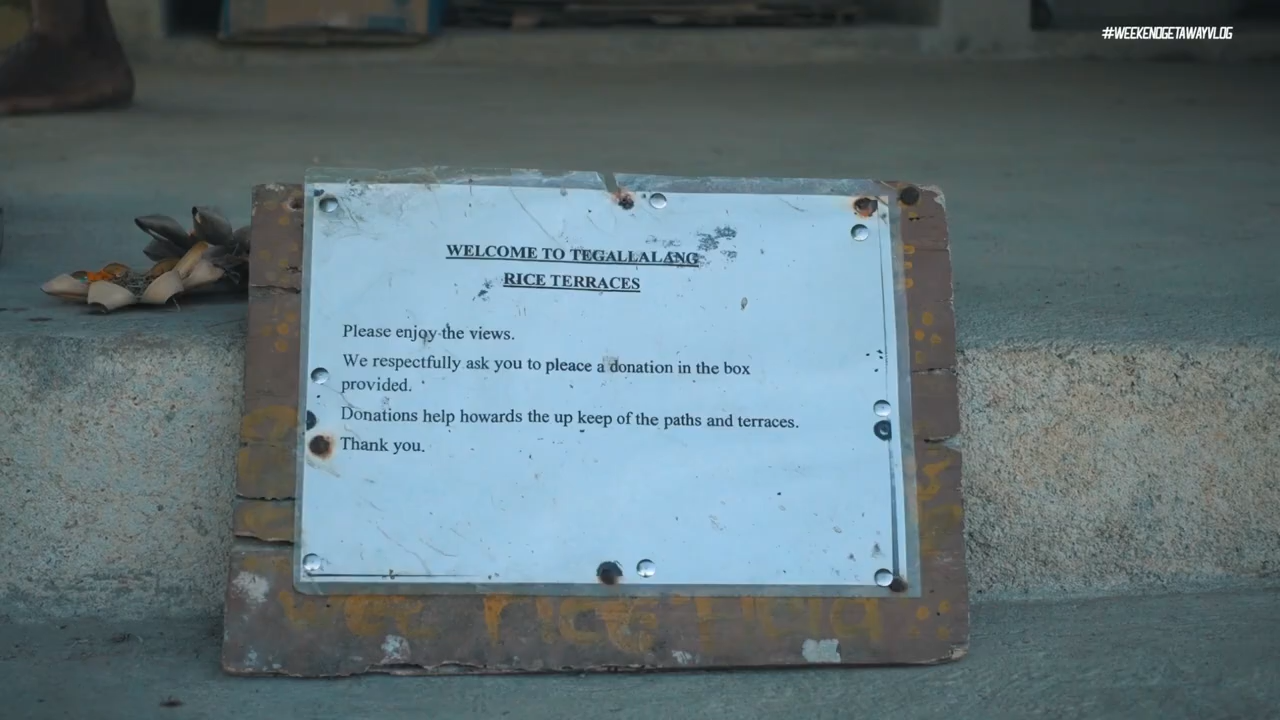 #WEEKENDGETAWAYVLOG
WELCOME TO TEGALLALANG
RICE TERRACES
Please enjoy the views.
We respectfully ask you to pleace a donation in the box
provided.
Donations help howards the up keep of the paths and terraces.
Thank you.
rice